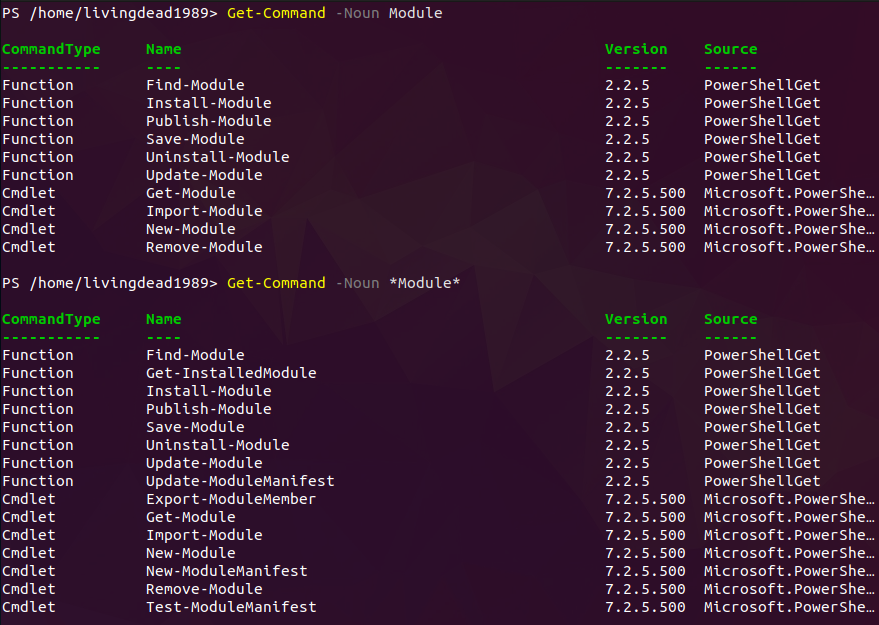 PS /home/livingdead1989> Get-Command -Noun Module
CommandType Name Version Source
----------- ---- ------- ------
Function Find-Module 2.2.5 PowerShellGet
Function Install-Module 2.2.5 PowerShellGet
Function Publish-Module 2.2.5 PowerShellGet
Function Save-Module 2.2.5 PowerShellGet
Function Uninstall-Module 2.2.5 PowerShellGet
Function Update-Module 2.2.5 PowerShellGet
Cmdlet Get-Module 7.2.5.500 Microsoft.PowerShe…
Cmdlet Import-Module 7.2.5.500 Microsoft.PowerShe…
Cmdlet New-Module 7.2.5.500 Microsoft.PowerShe…
Cmdlet Remove-Module 7.2.5.500 Microsoft.PowerShe…
PS /home/livingdead1989> Get-Command -Noun *Module*
CommandType Name Version Source
----------- ---- ------- ------
Function Find-Module 2.2.5 PowerShellGet
Function Get-InstalledModule 2.2.5 PowerShellGet
Function Install-Module 2.2.5 PowerShellGet
Function Publish-Module 2.2.5 PowerShellGet
Function Save-Module 2.2.5 PowerShellGet
Function Uninstall-Module 2.2.5 PowerShellGet
Function Update-Module 2.2.5 PowerShellGet
Function Update-ModuleManifest 2.2.5 PowerShellGet
Cmdlet Export-ModuleMember 7.2.5.500 Microsoft.PowerShe…
Cmdlet Get-Module 7.2.5.500 Microsoft.PowerShe…
Cmdlet Import-Module 7.2.5.500 Microsoft.PowerShe…
Cmdlet New-Module 7.2.5.500 Microsoft.PowerShe…
Cmdlet New-ModuleManifest 7.2.5.500 Microsoft.PowerShe…
Cmdlet Remove-Module 7.2.5.500 Microsoft.PowerShe…
Cmdlet Test-ModuleManifest 7.2.5.500 Microsoft.PowerShe…